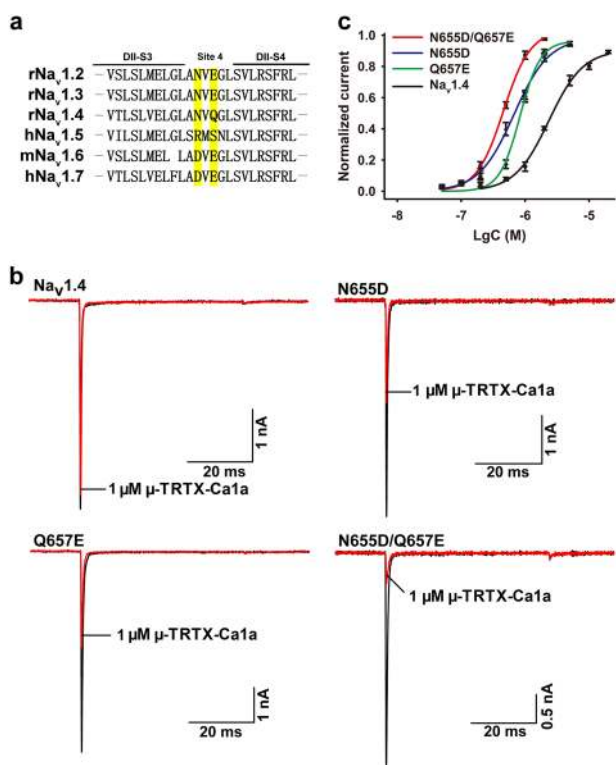 a
DII-S3 Site 4 DII-S4
rNav1.2 — VSLSLMELGLANVEGLSVLRSFRL —
rNav1.3 — VSLSLMELGLANVEGLSVLRSFRL —
rNav1.4 — VTLSLVELGLANVQGLSVLRSFRL —
hNav1.5 — VILSLMELGLSRMSNLSVLRSFRL —
mNav1.6 — VSLSLMEL LADVEGLSVLRSFRL —
hNav1.7 — VTLSLVELFLADVEGLSVLRSFRL —
c
N655D/Q657E
N655D
Q657E
Nav1.4
Normalized current
1.0
0.8
0.6
0.4
0.2
0.0
-8 -7 -6 -5
LgC (M)
b
Nav1.4
1 µM µ-TRTX-Ca1a
1 nA
20 ms
N655D
1 µM µ-TRTX-Ca1a
1 nA
20 ms
Q657E
1 µM µ-TRTX-Ca1a
1 nA
20 ms
N655D/Q657E
1 µM µ-TRTX-Ca1a
0.5 nA
20 ms